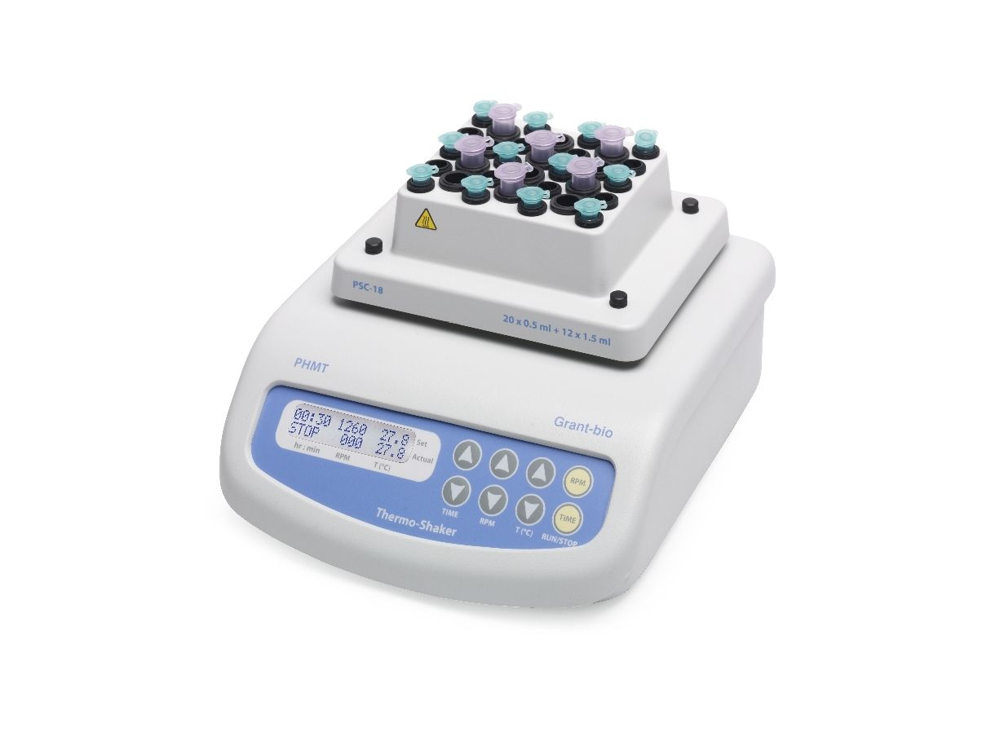 PSC-18
20 x 0.5 ml + 12 x 1.5 ml
PHMT
Grant-bio
00:30 1260 27.8 Set
STOP 000 27.8 Actual
hr : min RPM T (°C)
RPM
TIME
TIME RPM T (°C) RUN/STOP
Thermo-Shaker